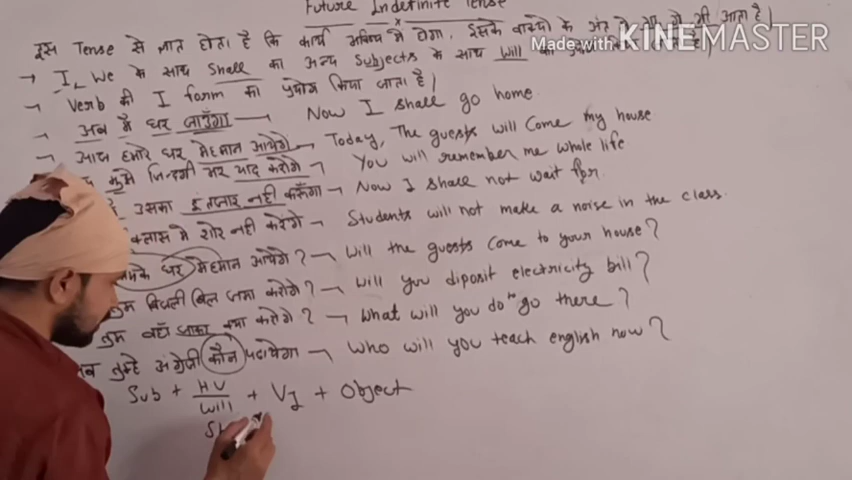 Future Indefinite Tense
इस Tense से ज्ञात होता है कि कार्य भविष्य में होगा, इसके वाक्यो के अंत में गा, गे, गी आता है।
→ I, We के साथ Shall का अन्य Subjects के साथ will का
Made with KINEMASTER
→ Verb की I form का प्रयोग किया जाता है।
→ अब मैं घर जाउँगा — Now I shall go home.
→ आज हमारे घर मेहमान आयेगे — Today, The guests will Come my house
मुझे जिन्दगी भर याद करोगे — You will remember me whole life
उसका इन्तजार नही करूँगा — Now I shall not wait for.
क्लास मे शोर नही करेंगे — Students will not make a noise in the class.
घर मेहमान आयेगे? — Will the guests Come to your house?
तुम बिजली बिल जमा करोगे? — Will you diposit electricity bill?
तुम वहाँ जाकर क्या करोगे? — What will you do to go there?
तुम्हे अंग्रेजी कौन पढायेगा — Who will you teach english now?
Sub + HV + VI + Object
will